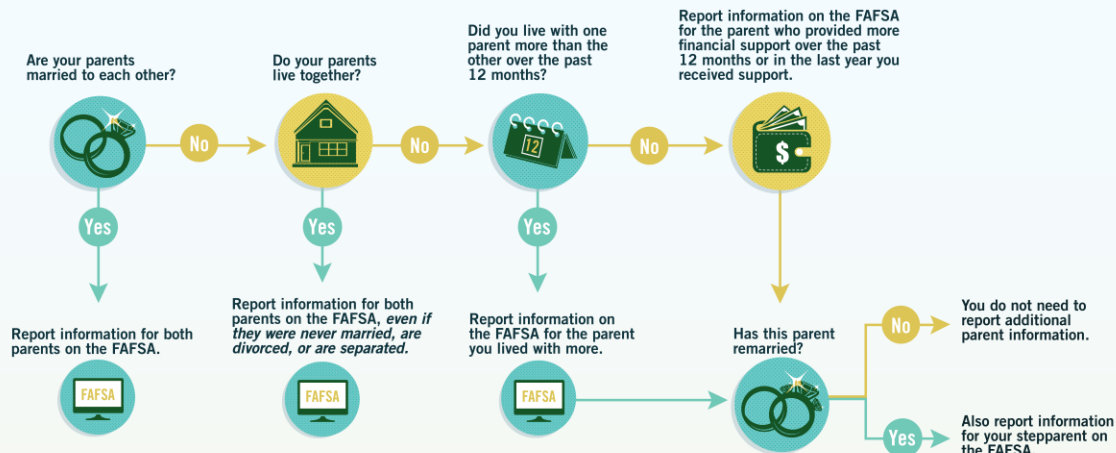 Are your parents
married to each other?
No
Yes
Report information for both
parents on the FAFSA.
FAFSA
Do your parents
live together?
No
Yes
Report information for both
parents on the FAFSA, even if
they were never married, are
divorced, or are separated.
FAFSA
Did you live with one
parent more than the
other over the past
12 months?
12
No
Yes
Report information on
the FAFSA for the parent
you lived with more.
FAFSA
Report information on the FAFSA
for the parent who provided more
financial support over the past
12 months or in the last year you
received support.
$
Has this parent
remarried?
No
You do not need to
report additional
parent information.
Yes
Also report information
for your stepparent on
the FAFSA